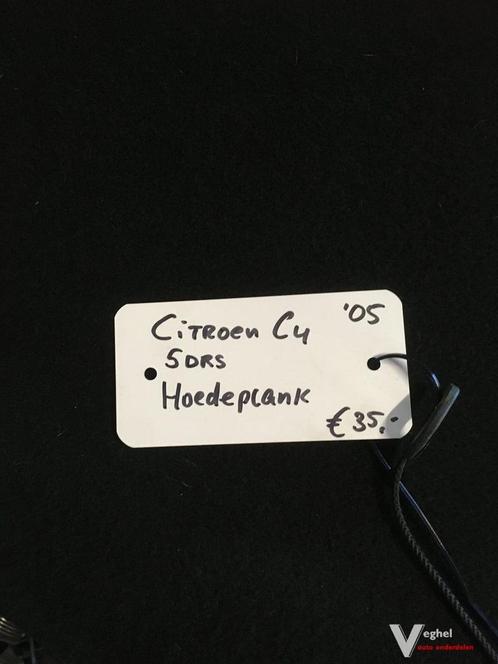 Citroen C4 '05
5DRS
Hoedeplank
€ 35,-
Veghel
auto onderdelen